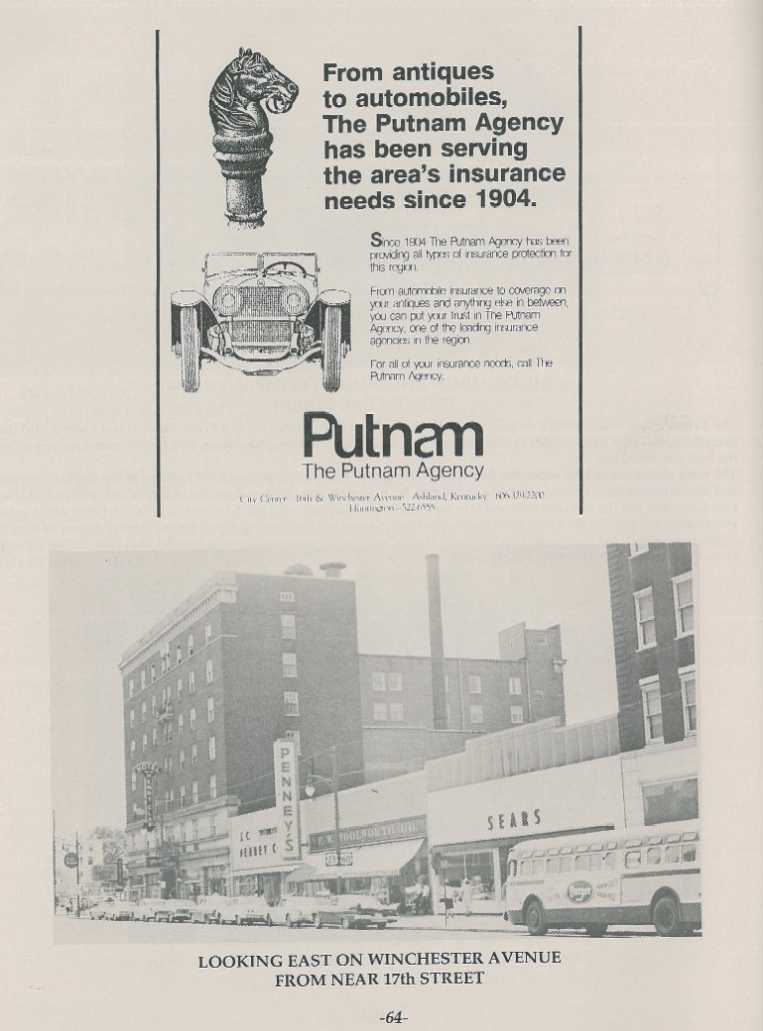 From antiques
to automobiles,
The Putnam Agency
has been serving
the area's insurance
needs since 1904.
Since 1904 The Putnam Agency has been
providing all types of insurance protection for
this region.
From automobile insurance to coverage on
your antiques and anything else in between,
you can put your trust in The Putnam
Agency, one of the leading insurance
agencies in the region.
For all of your insurance needs, call The
Putnam Agency.
Putnam
The Putnam Agency
City Center 16th & Winchester Avenue Ashland, Kentucky
Huntington
PENNEY'S
J.C.
PENNEY C
F. W. WOOLWORTH CO.
SEARS
LOOKING EAST ON WINCHESTER AVENUE
FROM NEAR 17th STREET
-64-